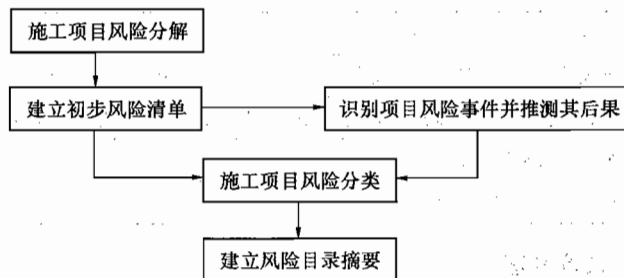 施工项目风险分解
建立初步风险清单
识别项目风险事件并推测其后果
施工项目风险分类
建立风险目录摘要